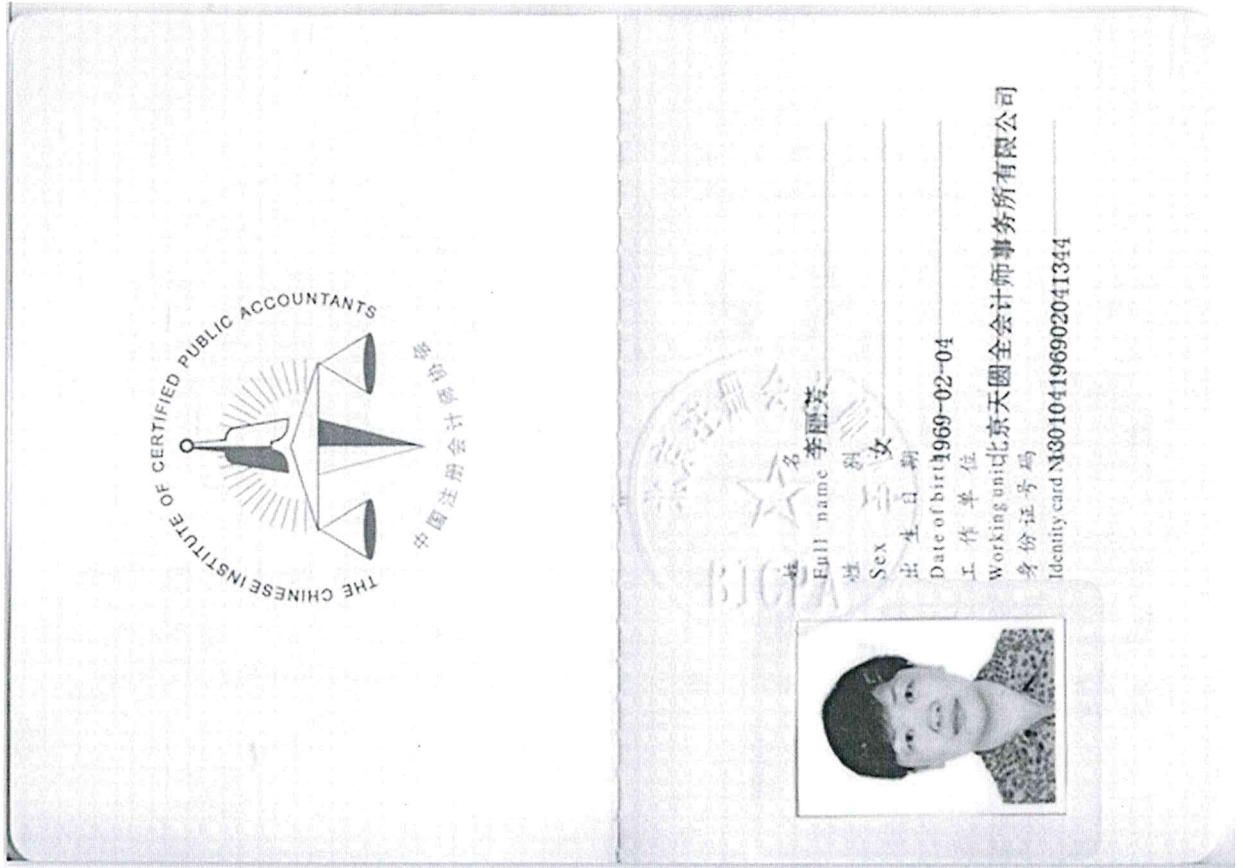 THE CHINESE INSTITUTE OF CERTIFIED PUBLIC ACCOUNTANTS
中国注册会计师协会
姓 名
Full name 李丽芳
性 别
Sex 女
出 生 日 期
Date of birth 1969-02-04
工 作 单 位
Working unit 北京天圆全会计师事务所有限公司
身份证号码
Identity card N 130104196902041344
BICPA